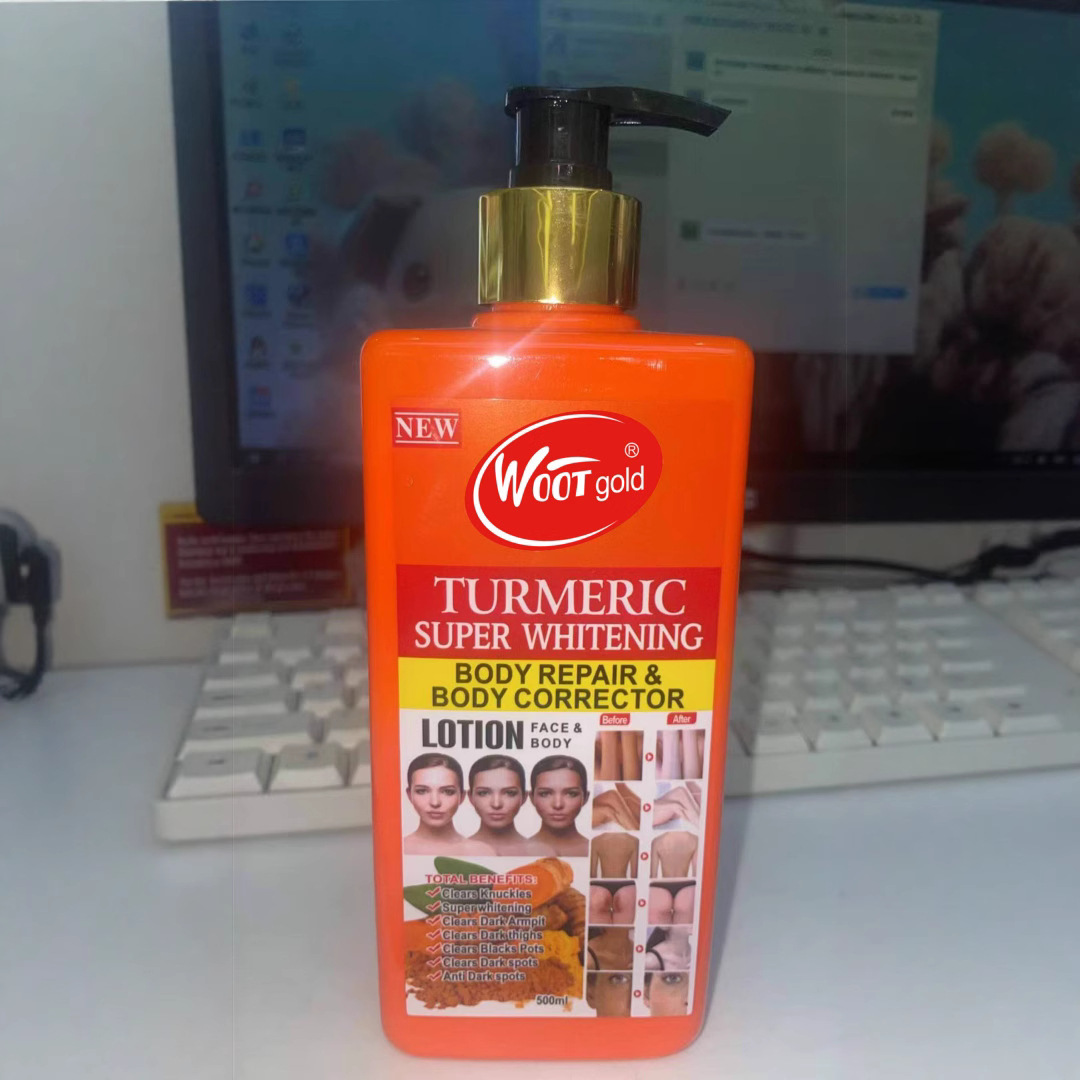 NEW
WOOT gold ®
TURMERIC
SUPER WHITENING
BODY REPAIR &
BODY CORRECTOR
LOTION FACE &
BODY
Before After
TOTAL BENEFITS:
Clears Knuckles
Super whitening
Clears Dark Armpit
Clears Dark thighs
Clears Blacks Pots
Clears Dark spots
Anti Dark spots
500ml